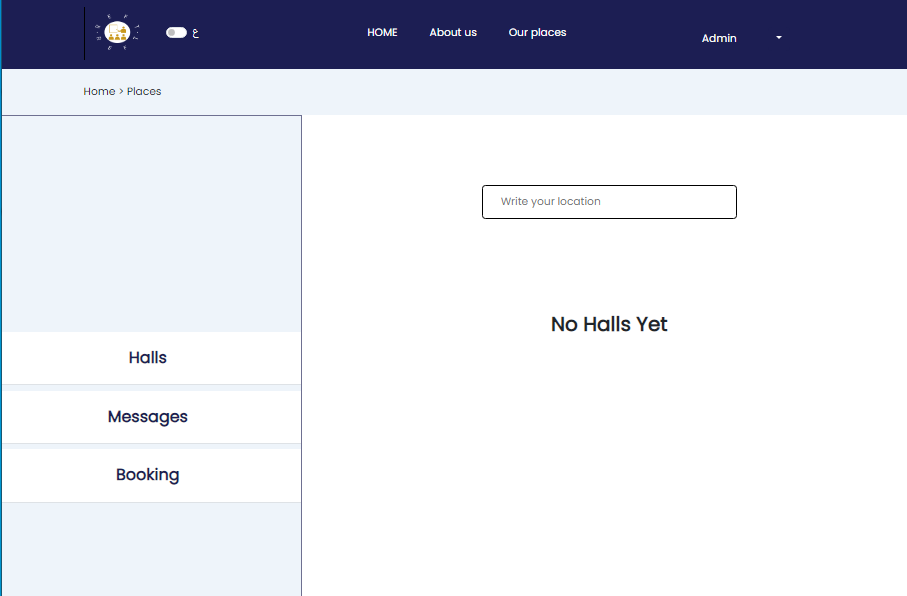 ع
HOME
About us
Our places
Admin
Home > Places
Write your location
No Halls Yet
Halls
Messages
Booking